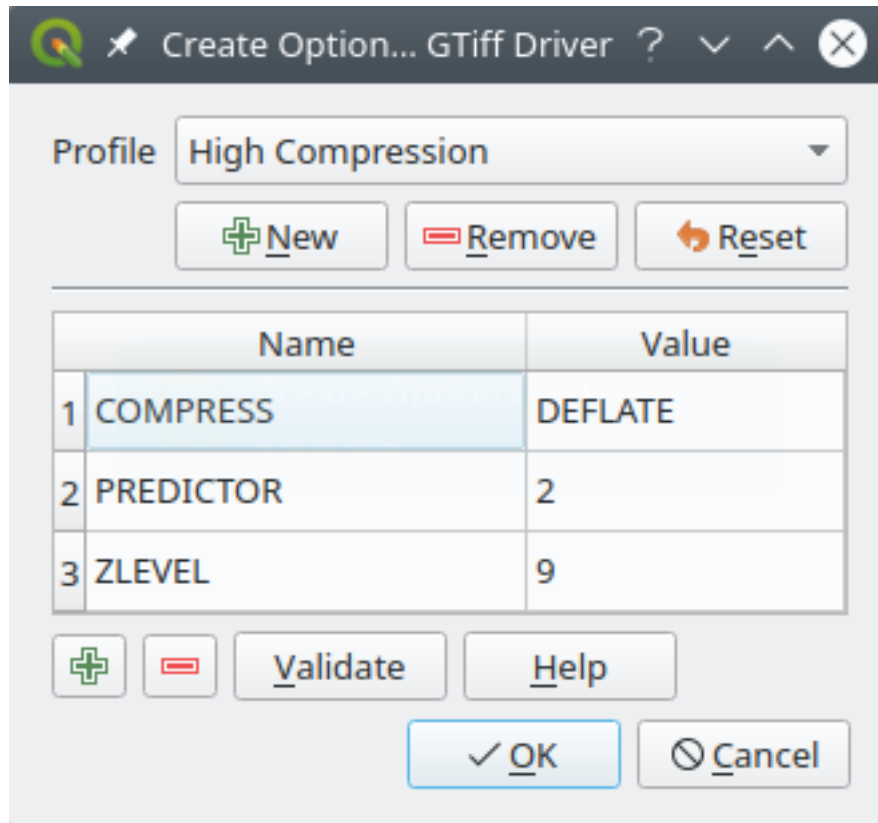 Create Option... GTiff Driver ?
Profile High Compression
New Remove Reset
Name Value
1 COMPRESS DEFLATE
2 PREDICTOR 2
3 ZLEVEL 9
Validate Help
OK Cancel